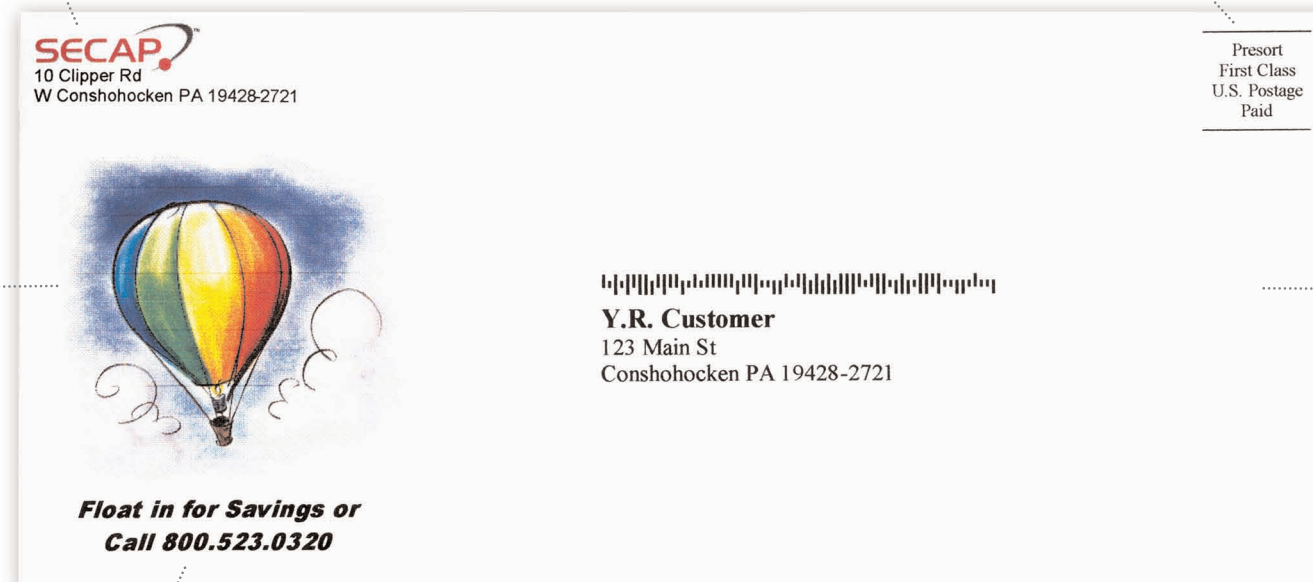 SECAP™
10 Clipper Rd
W Conshohocken PA 19428-2721
Presort
First Class
U.S. Postage
Paid
Y.R. Customer
123 Main St
Conshohocken PA 19428-2721
Float in for Savings or
Call 800.523.0320